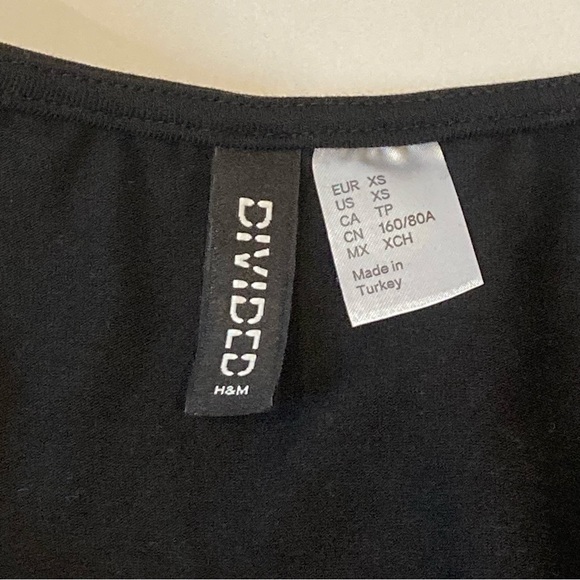 DIVIDED
H&M
EUR XS
US XS
CA TP
CN 160/80A
MX XCH
Made in
Turkey